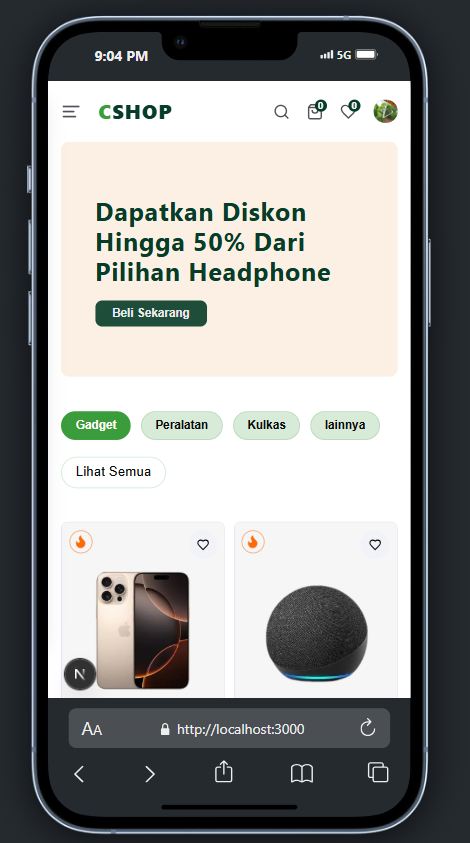 9:04 PM
5G
CSHOP
0
0
Dapatkan Diskon
Hingga 50% Dari
Pilihan Headphone
Beli Sekarang
Gadget
Peralatan
Kulkas
lainnya
Lihat Semua
N
AA
http://localhost:3000